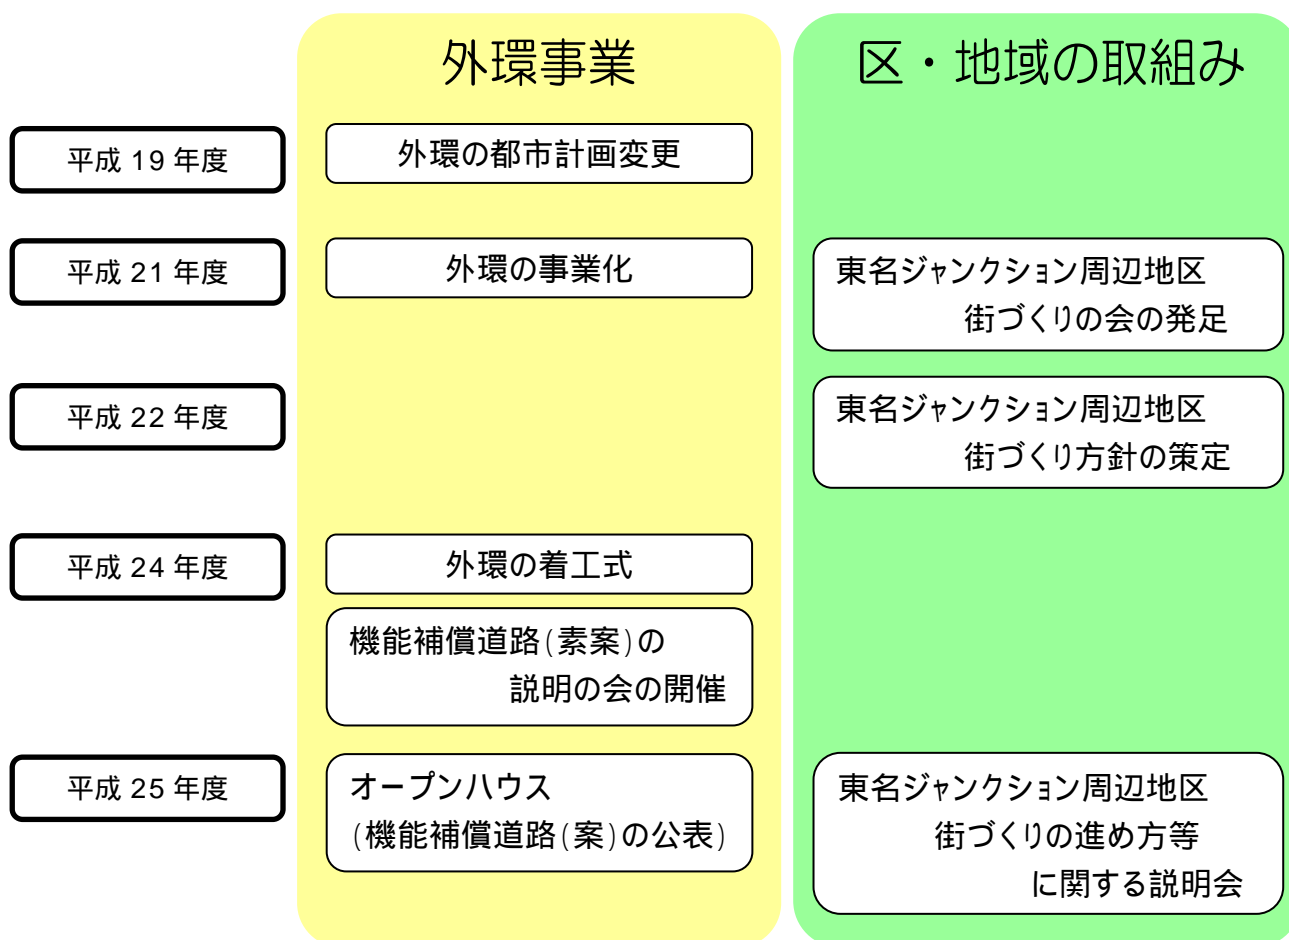 外環事業
区・地域の取組み
平成 19 年度
外環の都市計画変更
平成 21 年度
外環の事業化
東名ジャンクション周辺地区
街づくりの会の発足
平成 22 年度
東名ジャンクション周辺地区
街づくり方針の策定
平成 24 年度
外環の着工式
機能補償道路(素案)の
説明の会の開催
平成 25 年度
オープンハウス
(機能補償道路(案)の公表)
東名ジャンクション周辺地区
街づくりの進め方等
に関する説明会